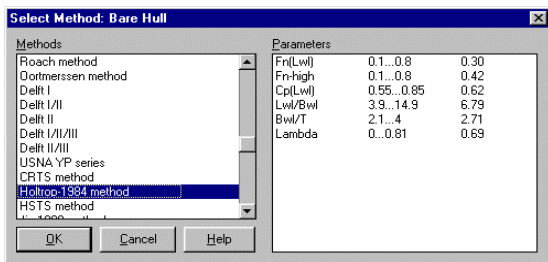 Select Method: Bare Hull
Methods
Roach method
Oortmerssen method
Delft I
Delft I/II
Delft II
Delft I/II/III
Delft II/III
USNA YP series
CRTS method
Holtrop-1984 method
HSTS method
OK Cancel Help
Parameters
Fn(Lwl) 0.1...0.8 0.30
Fn-high 0.1...0.8 0.42
Cp(Lwl) 0.55...0.85 0.62
Lwl/Bwl 3.9...14.9 6.79
Bwl/T 2.1...4 2.71
Lambda 0...0.81 0.69